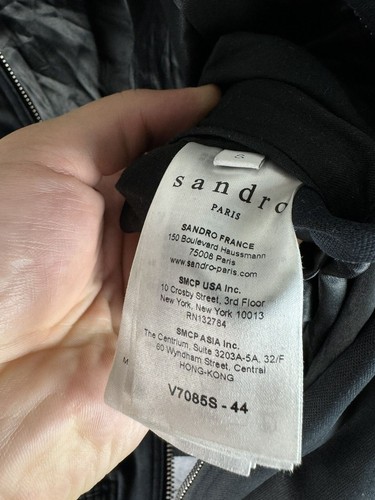 sandro
PARIS
SANDRO FRANCE
150 Boulevard Haussmann
75008 Paris
www.sandro-paris.com
SMCP USA Inc.
10 Crosby Street, 3rd Floor
New York, New York 10013
RN132784
SMCP ASIA Inc.
The Centrium, Suite 3203A-5A, 32/F
60 Wyndham Street, Central
HONG-KONG
M
V7085S - 44